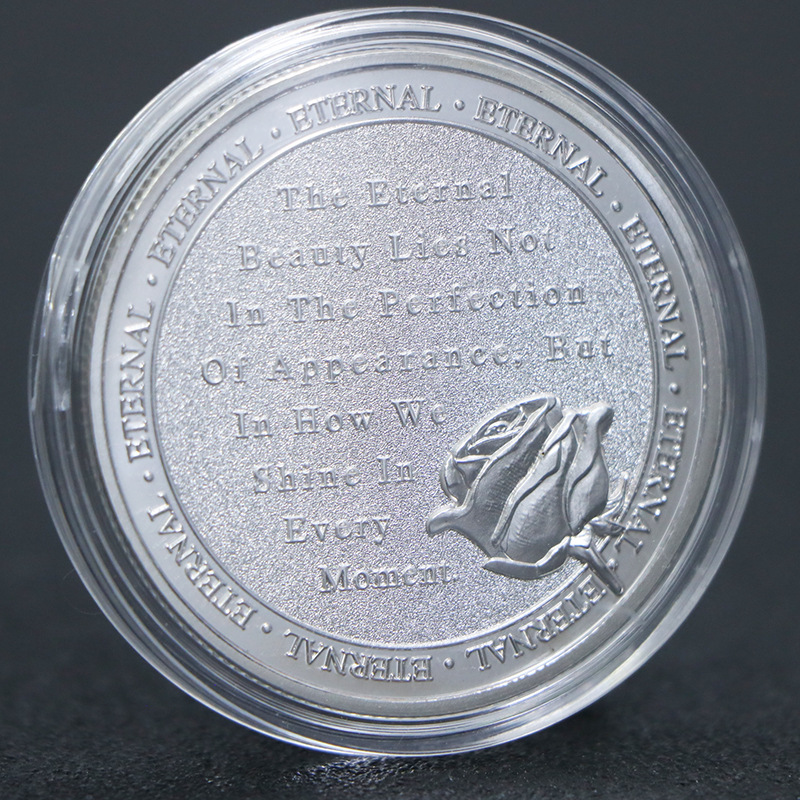 The Eternal
Beauty Lies Not
In The Perfection
Of Appearance, But
In How We
Shine In
Every
Moment.
ETERNAL · ETERNAL · ETERNAL · ETERNAL · ETERNAL · ETERNAL · ETERNAL · ETERNAL · ETERNAL ·